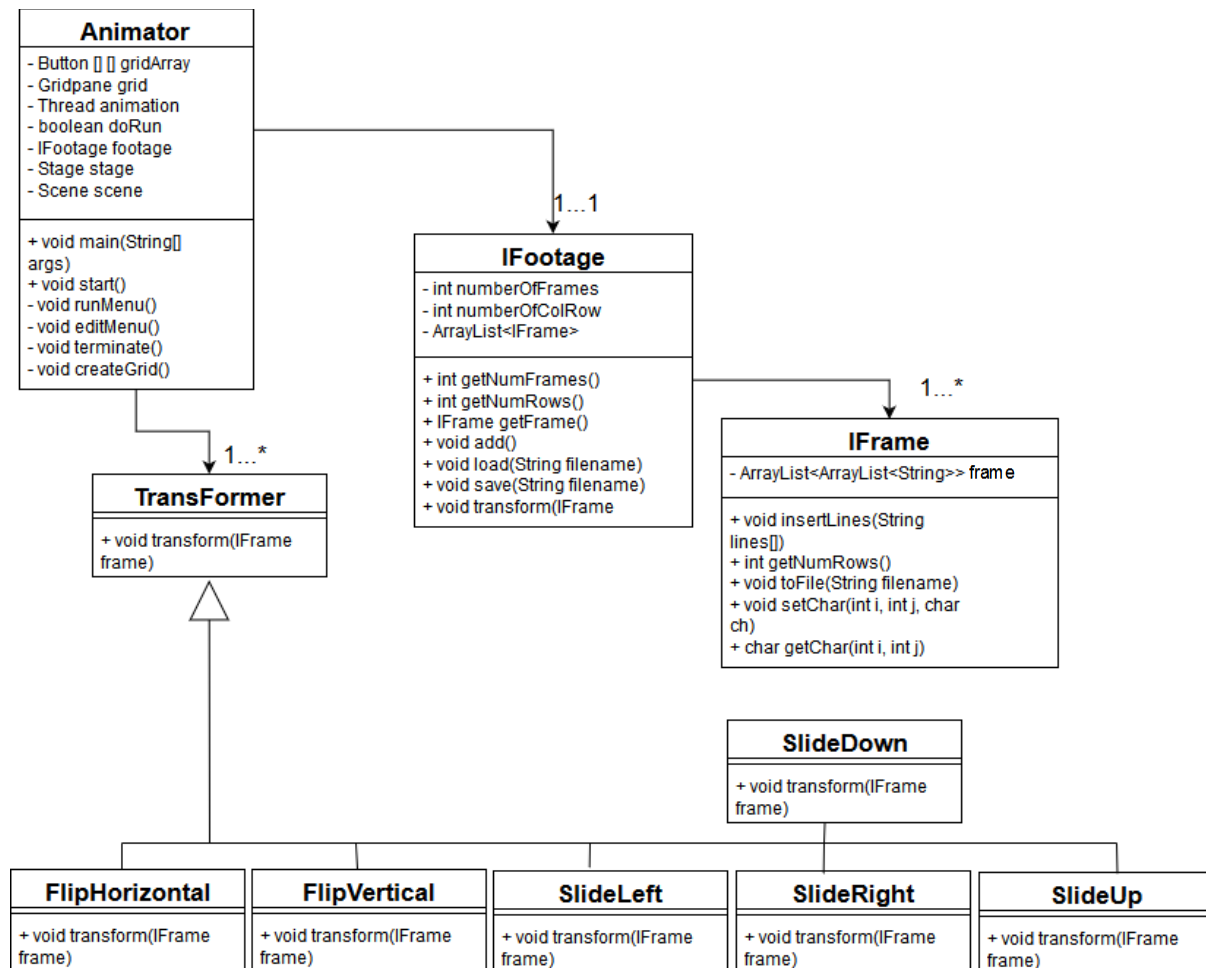 Animator
- Button [] [] gridArray
- Gridpane grid
- Thread animation
- boolean doRun
- IFootage footage
- Stage stage
- Scene scene
+ void main(String[]
args)
+ void start()
- void runMenu()
- void editMenu()
- void terminate()
- void createGrid()
1...1
IFootage
- int numberOfFrames
- int numberOfColRow
- ArrayList<IFrame>
+ int getNumFrames()
+ int getNumRows()
+ IFrame getFrame()
+ void add()
+ void load(String filename)
+ void save(String filename)
+ void transform(IFrame
1...*
IFrame
- ArrayList<ArrayList<String>> frame
+ void insertLines(String
lines[])
+ int getNumRows()
+ void toFile(String filename)
+ void setChar(int i, int j, char
ch)
+ char getChar(int i, int j)
1...*
TransFormer
+ void transform(IFrame
frame)
SlideDown
+ void transform(IFrame
frame)
FlipHorizontal
+ void transform(IFrame
frame)
FlipVertical
+ void transform(IFrame
frame)
SlideLeft
+ void transform(IFrame
frame)
SlideRight
+ void transform(IFrame
frame)
SlideUp
+ void transform(IFrame
frame)